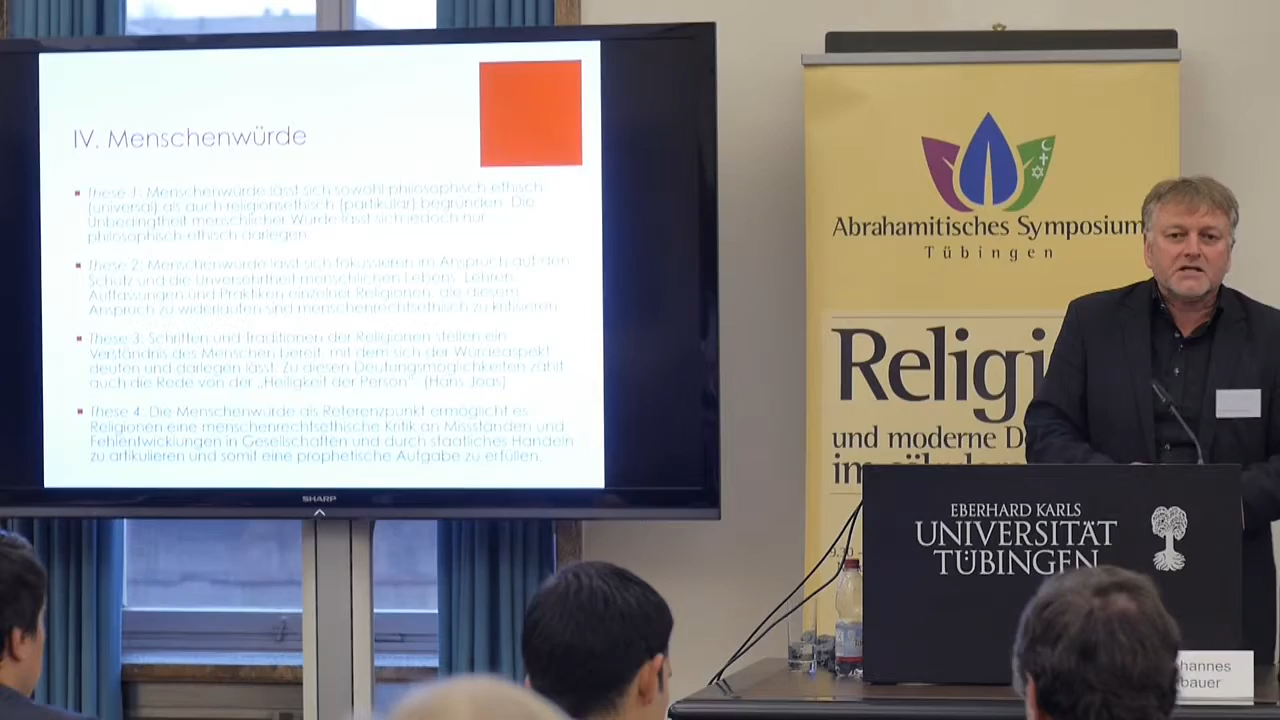 IV. Menschenwürde
These 1: Menschenwürde lässt sich sowohl philosophisch-ethisch
(universal) als auch religionsethisch (partikular) begründen. Die
Unbedingtheit menschlicher Würde lässt sich jedoch nur
philosophisch-ethisch darlegen.
These 2: Menschenwürde lässt sich fokussieren im Anspruch auf den
Schutz und die Unversehrtheit menschlichen Lebens. Lehren,
Auffassungen und Praktiken einzelner Religionen, die diesem
Anspruch zu widerlaufen sind menschenrechtsethisch zu kritisieren.
These 3: Schriften und Traditionen der Religionen stellen ein
Verständnis des Menschen bereit, mit dem sich der Würdeaspekt
deuten und darlegen lässt. Zu diesen Deutungsmöglichkeiten zählt
auch die Rede von der „Heiligkeit der Person“. (Hans Joas)
These 4: Die Menschenwürde als Referenzpunkt ermöglicht es
Religionen eine menschenrechtsethische Kritik an Missständen und
Fehlentwicklungen in Gesellschaften und durch staatliches Handeln
zu artikulieren und somit eine prophetische Aufgabe zu erfüllen.
SHARP
Abrahamitisches Symposium
Tübingen
Religi
und moderne D
im
9.30
EBERHARD KARLS
UNIVERSITÄT
TÜBINGEN
hannes
bauer